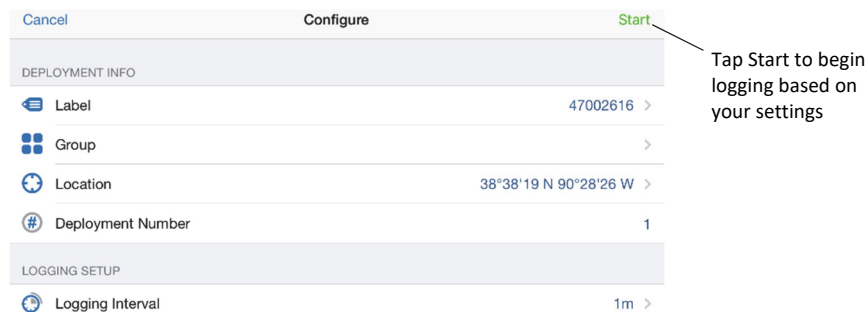 Cancel Configure Start
Tap Start to begin
logging based on
your settings
DEPLOYMENT INFO
Label 47002616
Group
Location 38°38'19 N 90°28'26 W
Deployment Number 1
LOGGING SETUP
Logging Interval 1m